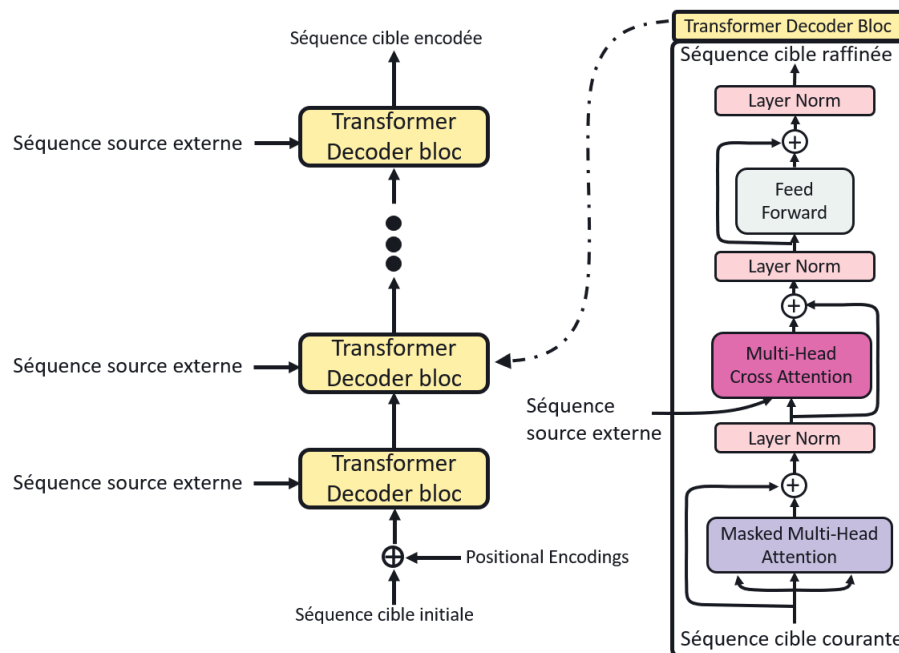 Séquence cible encodée
Transformer
Decoder bloc
Séquence source externe
Transformer
Decoder bloc
Séquence source externe
Transformer
Decoder bloc
Séquence source externe
Positional Encodings
Séquence cible initiale
Transformer Decoder Bloc
Séquence cible raffinée
Layer Norm
Feed
Forward
Layer Norm
Multi-Head
Cross Attention
Séquence
source externe
Layer Norm
Masked Multi-Head
Attention
Séquence cible courante